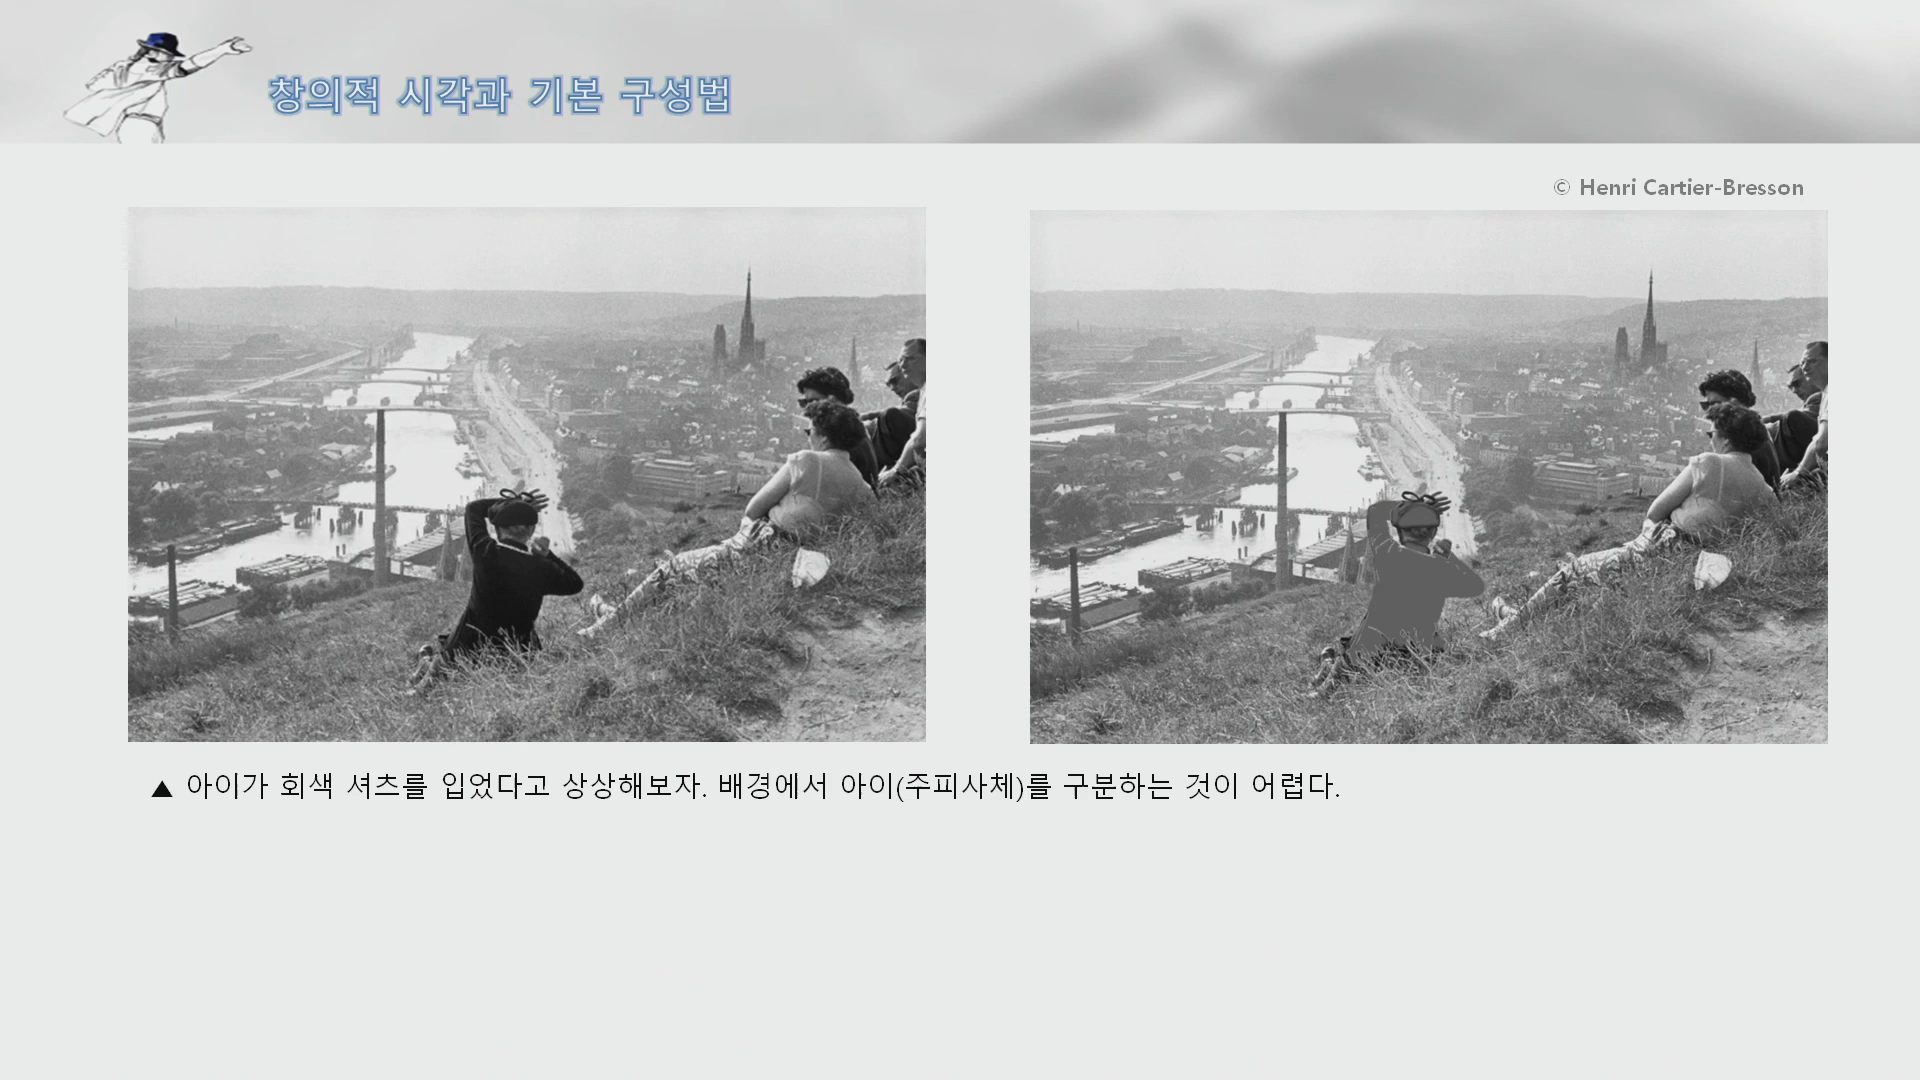 창의적 시각과 기본 구성법
© Henri Cartier-Bresson
▲ 아이가 회색 셔츠를 입었다고 상상해보자. 배경에서 아이(주피사체)를 구분하는 것이 어렵다.